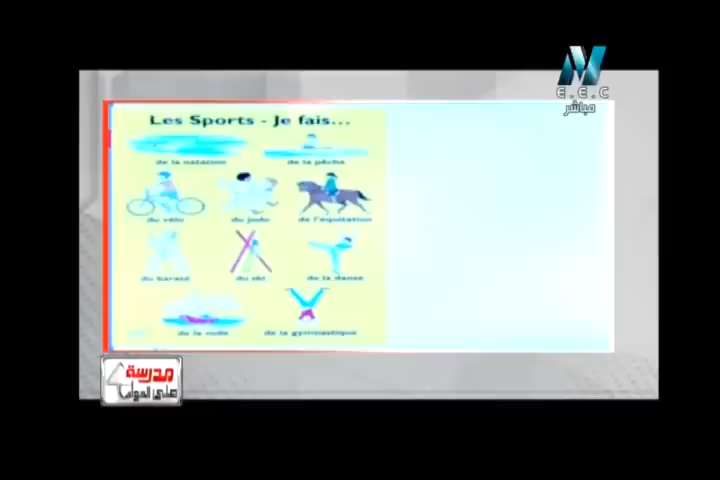 E.E.C
مباشر
Les Sports - Je fais...
de la natation
de la pêche
du vélo
du judo
de l'équitation
du karaté
du ski
de la danse
de la voile
de la gymnastique
مدرسة
على الهواء